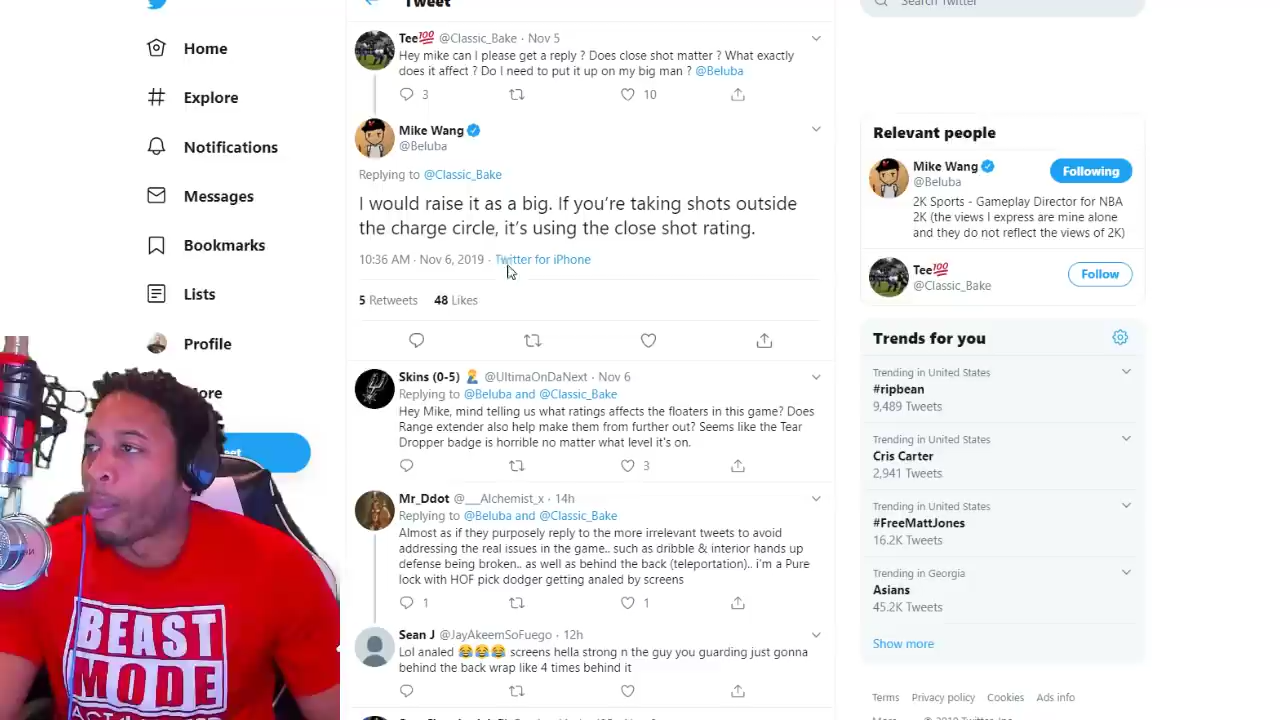 Tweet
Search Twitter
Home
Explore
Notifications
Messages
Bookmarks
Lists
Profile
Tee💯 @Classic_Bake · Nov 5
Hey mike can I please get a reply ? Does close shot matter ? What exactly
does it affect ? Do I need to put it up on my big man ? @Beluba
3
10
Mike Wang
@Beluba
Replying to @Classic_Bake
I would raise it as a big. If you’re taking shots outside
the charge circle, it’s using the close shot rating.
10:36 AM · Nov 6, 2019 · Twitter for iPhone
5 Retweets 48 Likes
Skins (0-5) 🤷‍♂️ @UltimaOnDaNext · Nov 6
Replying to @Beluba and @Classic_Bake
Hey Mike, mind telling us what ratings affects the floaters in this game? Does
Range extender also help make them from further out? Seems like the Tear
Dropper badge is horrible no matter what level it's on.
3
Mr_Ddot @___Alchemist_x · 14h
Replying to @Beluba and @Classic_Bake
Almost as if they purposely reply to the more irrelevant tweets to avoid
addressing the real issues in the game.. such as dribble & interior hands up
defense being broken.. as well as behind the back (teleportation).. i'm a Pure
lock with HOF pick dodger getting analed by screens
1
1
Sean J @JayAkeemSoFuego · 12h
Lol analed 😂😂😂 screens hella strong n the guy you guarding just gonna
behind the back wrap like 4 times behind it
Relevant people
Mike Wang
@Beluba
Following
2K Sports - Gameplay Director for NBA
2K (the views I express are mine alone
and they do not reflect the views of 2K)
Tee💯
@Classic_Bake
Follow
Trends for you
Trending in United States
#ripbean
9,489 Tweets
Trending in United States
Cris Carter
2,941 Tweets
Trending in United States
#FreeMattJones
16.2K Tweets
Trending in Georgia
Asians
45.2K Tweets
Show more
Terms Privacy policy Cookies Ads info
BEAST
MODE